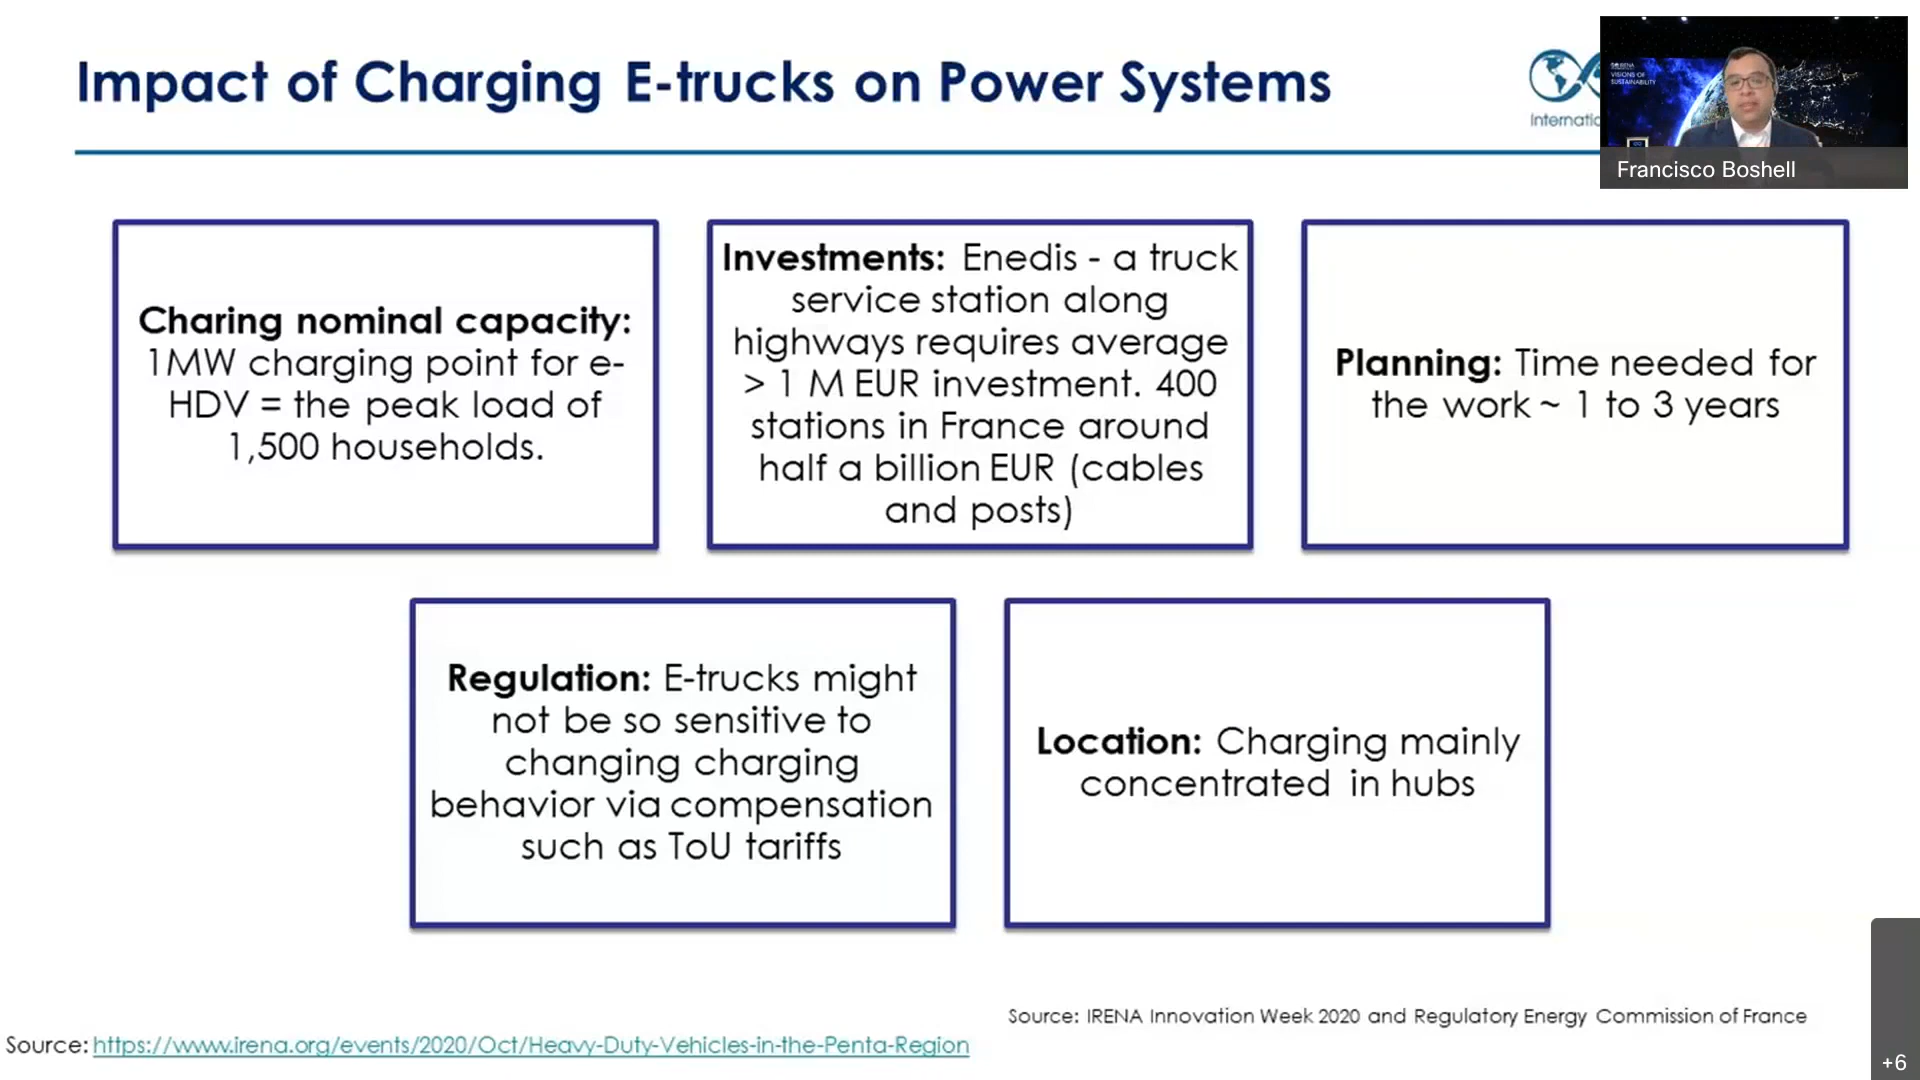 Impact of Charging E-trucks on Power Systems
Internatio
IRENA
VISIONS OF
SUSTAINABILITY
Francisco Boshell
Charing nominal capacity:
1MW charging point for e-
HDV = the peak load of
1,500 households.
Investments: Enedis - a truck
service station along
highways requires average
> 1 M EUR investment. 400
stations in France around
half a billion EUR (cables
and posts)
Planning: Time needed for
the work ~ 1 to 3 years
Regulation: E-trucks might
not be so sensitive to
changing charging
behavior via compensation
such as ToU tariffs
Location: Charging mainly
concentrated in hubs
Source: IRENA Innovation Week 2020 and Regulatory Energy Commission of France
Source: https://www.irena.org/events/2020/Oct/Heavy-Duty-Vehicles-in-the-Penta-Region
+6